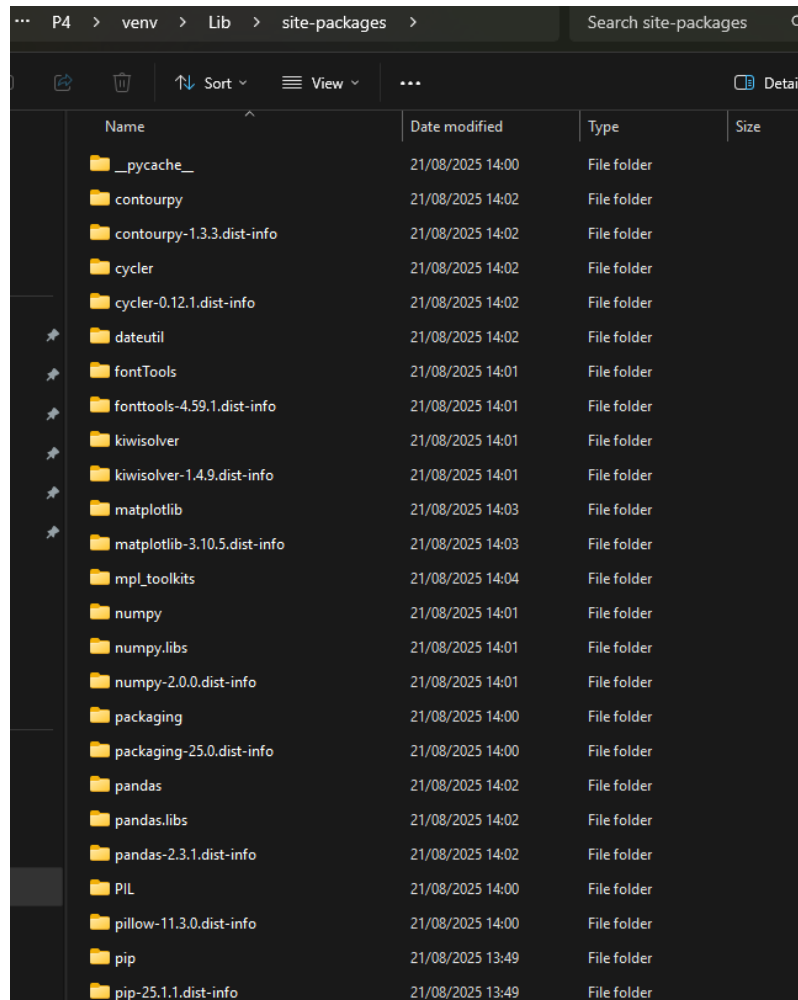 ... P4 > venv > Lib > site-packages > Search site-packages
Sort View ...
Name Date modified Type Size
__pycache__ 21/08/2025 14:00 File folder
contourpy 21/08/2025 14:02 File folder
contourpy-1.3.3.dist-info 21/08/2025 14:02 File folder
cycler 21/08/2025 14:02 File folder
cycler-0.12.1.dist-info 21/08/2025 14:02 File folder
dateutil 21/08/2025 14:02 File folder
fontTools 21/08/2025 14:01 File folder
fonttools-4.59.1.dist-info 21/08/2025 14:01 File folder
kiwisolver 21/08/2025 14:01 File folder
kiwisolver-1.4.9.dist-info 21/08/2025 14:01 File folder
matplotlib 21/08/2025 14:03 File folder
matplotlib-3.10.5.dist-info 21/08/2025 14:03 File folder
mpl_toolkits 21/08/2025 14:04 File folder
numpy 21/08/2025 14:01 File folder
numpy.libs 21/08/2025 14:01 File folder
numpy-2.0.0.dist-info 21/08/2025 14:01 File folder
packaging 21/08/2025 14:00 File folder
packaging-25.0.dist-info 21/08/2025 14:00 File folder
pandas 21/08/2025 14:02 File folder
pandas.libs 21/08/2025 14:02 File folder
pandas-2.3.1.dist-info 21/08/2025 14:02 File folder
PIL 21/08/2025 14:00 File folder
pillow-11.3.0.dist-info 21/08/2025 14:00 File folder
pip 21/08/2025 13:49 File folder
pip-25.1.1.dist-info 21/08/2025 13:49 File folder